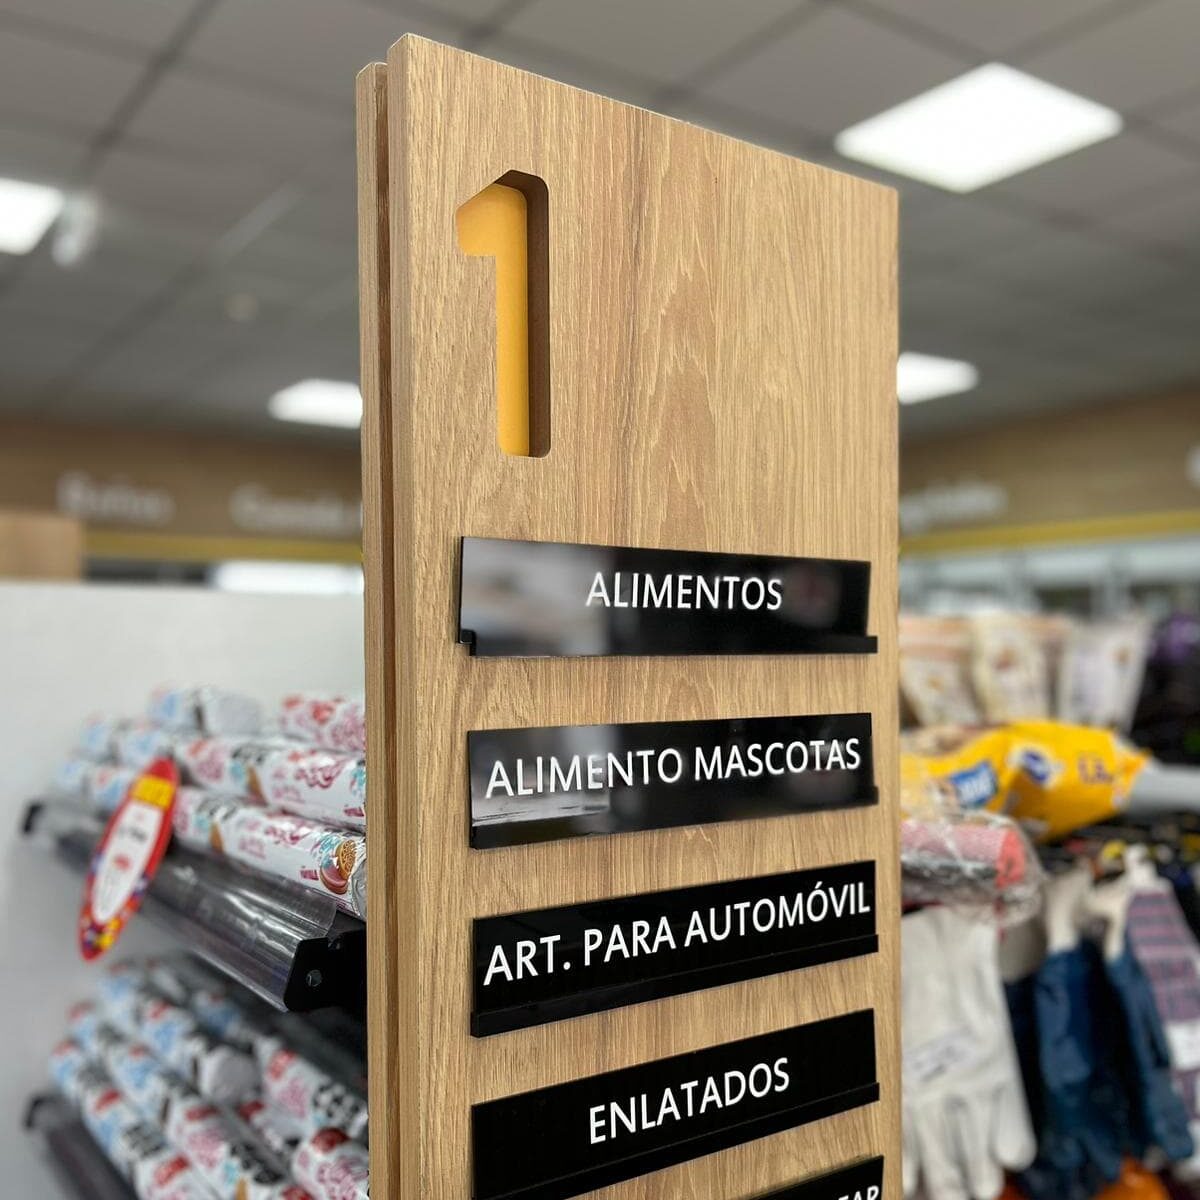 1
ALIMENTOS
ALIMENTO MASCOTAS
ART. PARA AUTOMÓVIL
ENLATADOS